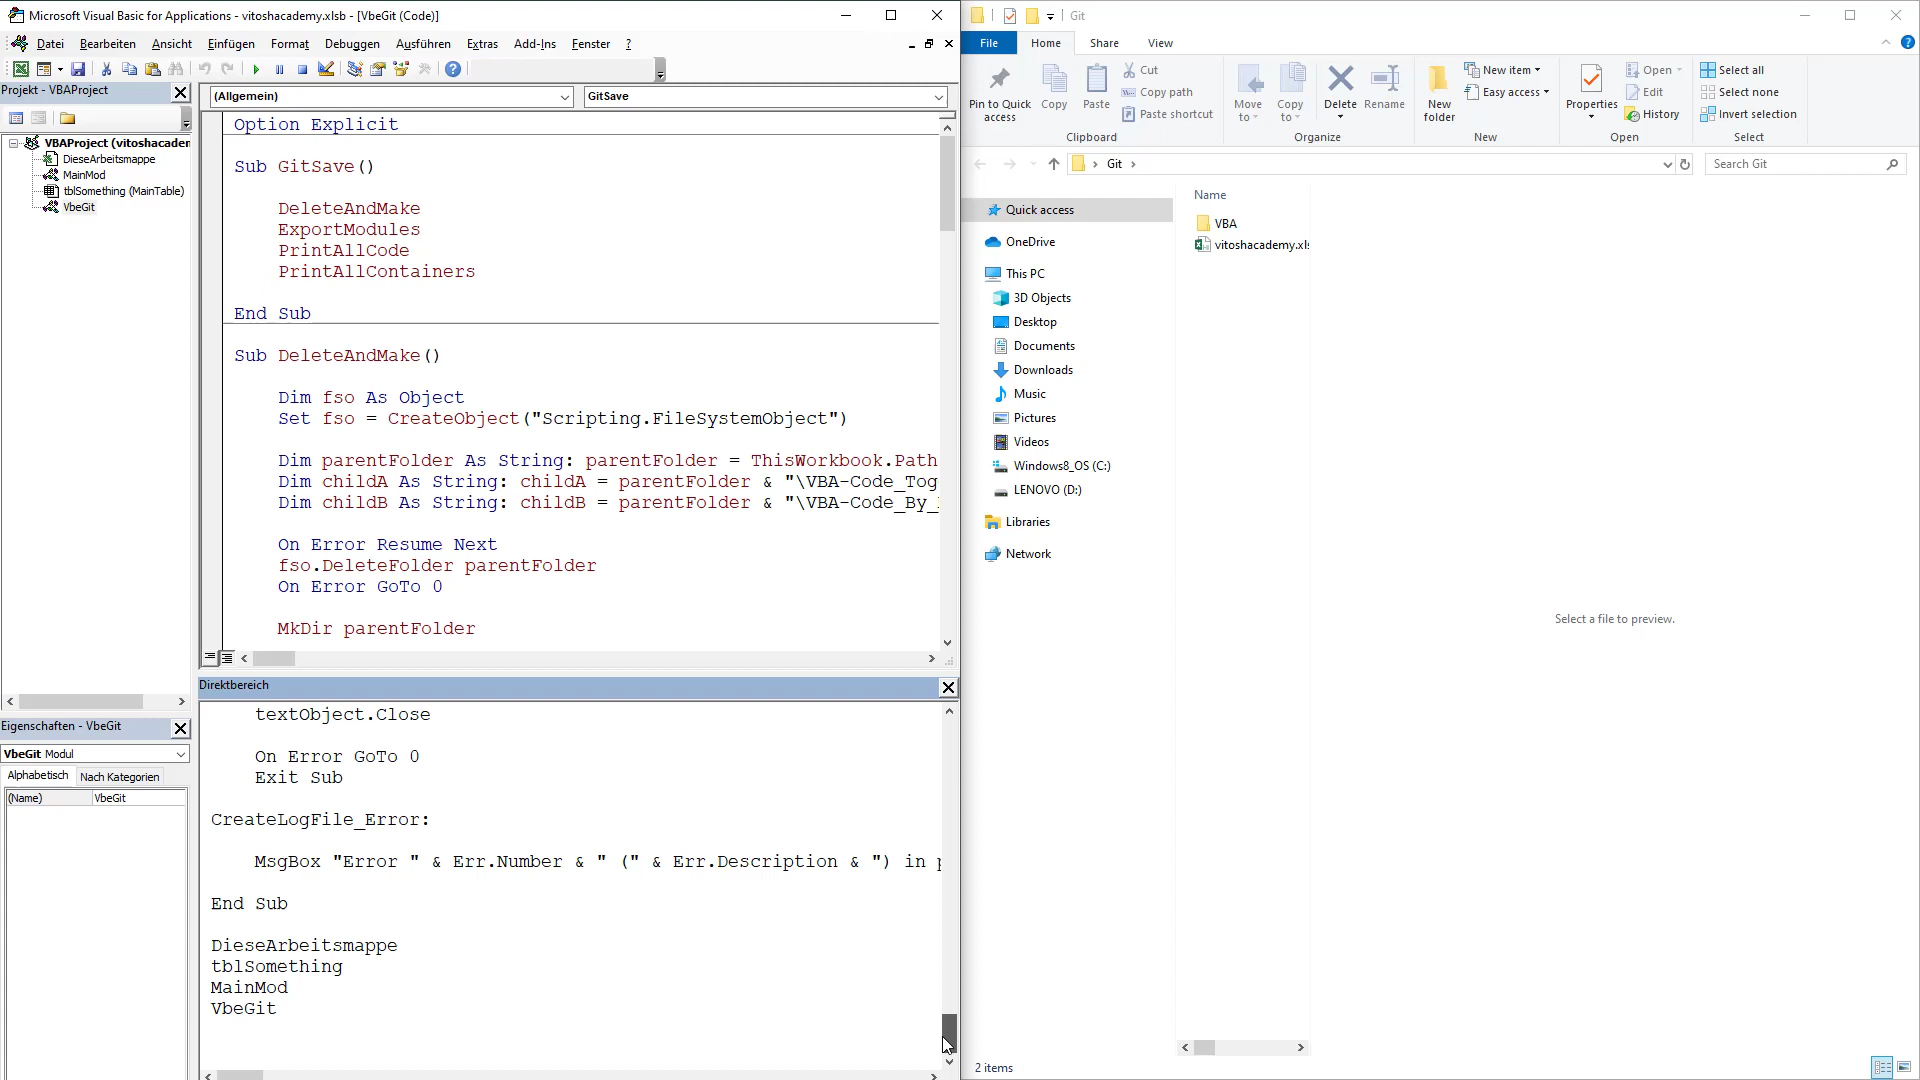 Microsoft Visual Basic for Applications - vitoshacademy.xlsb - [VbeGit (Code)]
Datei Bearbeiten Ansicht Einfügen Format Debuggen Ausführen Extras Add-Ins Fenster ?
Projekt - VBAProject
VBAProject (vitoshacaden
DieseArbeitsmappe
MainMod
tblSomething (MainTable)
VbeGit
Eigenschaften - VbeGit
VbeGit Modul
Alphabetisch Nach Kategorien
(Name) VbeGit
(Allgemein) GitSave
Option Explicit
Sub GitSave()
DeleteAndMake
ExportModules
PrintAllCode
PrintAllContainers
End Sub
Sub DeleteAndMake()
Dim fso As Object
Set fso = CreateObject("Scripting.FileSystemObject")
Dim parentFolder As String: parentFolder = ThisWorkbook.Path
Dim childA As String: childA = parentFolder & "\VBA-Code_Tog
Dim childB As String: childB = parentFolder & "\VBA-Code_By_
On Error Resume Next
fso.DeleteFolder parentFolder
On Error GoTo 0
MkDir parentFolder
Direktbereich
textObject.Close
On Error GoTo 0
Exit Sub
CreateLogFile_Error:
MsgBox "Error " & Err.Number & " (" & Err.Description & ") in p
End Sub
DieseArbeitsmappe
tblSomething
MainMod
VbeGit
Git
File Home Share View
Pin to Quick access
Copy
Paste
Cut
Copy path
Paste shortcut
Clipboard
Move to
Copy to
Delete
Rename
Organize
New folder
New item
Easy access
New
Properties
Open
Edit
History
Open
Select all
Select none
Invert selection
Select
Git
Search Git
Quick access
OneDrive
This PC
3D Objects
Desktop
Documents
Downloads
Music
Pictures
Videos
Windows8_OS (C:)
LENOVO (D:)
Libraries
Network
Name
VBA
vitoshacademy.xls
Select a file to preview.
2 items